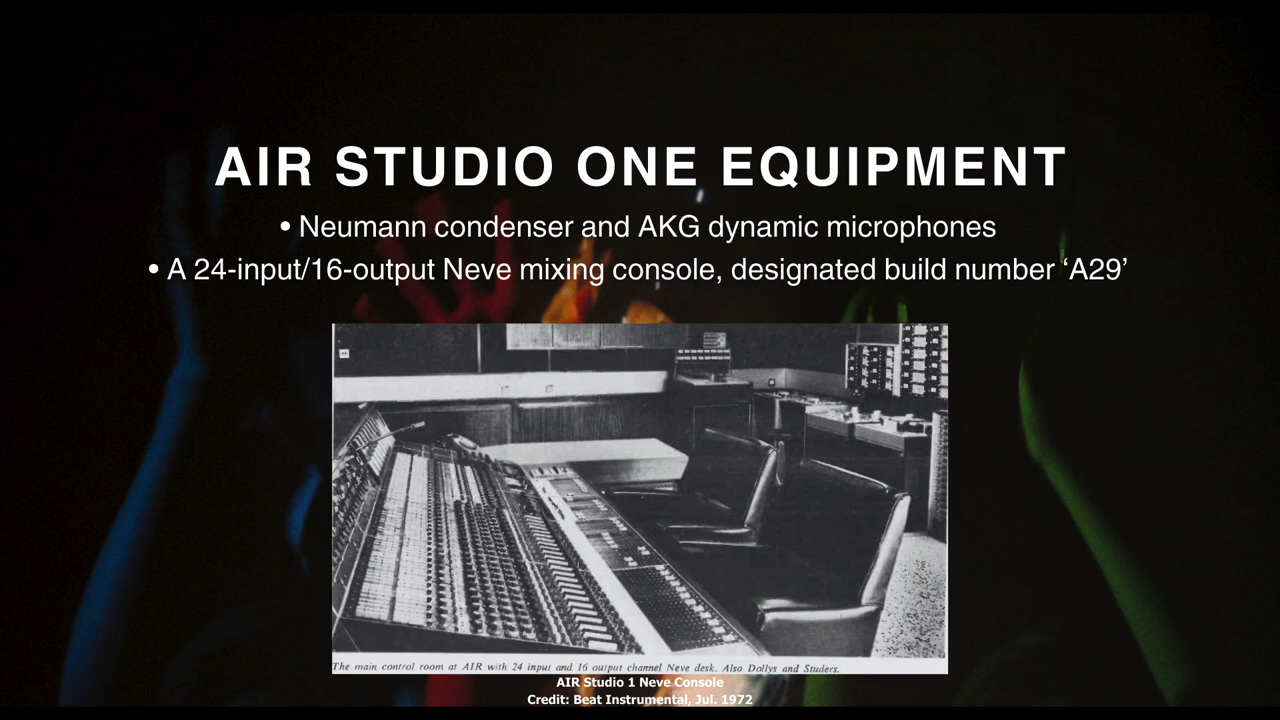 AIR STUDIO ONE EQUIPMENT
• Neumann condenser and AKG dynamic microphones
• A 24-input/16-output Neve mixing console, designated build number ‘A29’
The main control room at AIR with 24 input and 16 output channel Neve desk. Also Dollys and Studers.
AIR Studio 1 Neve Console
Credit: Beat Instrumental, Jul. 1972